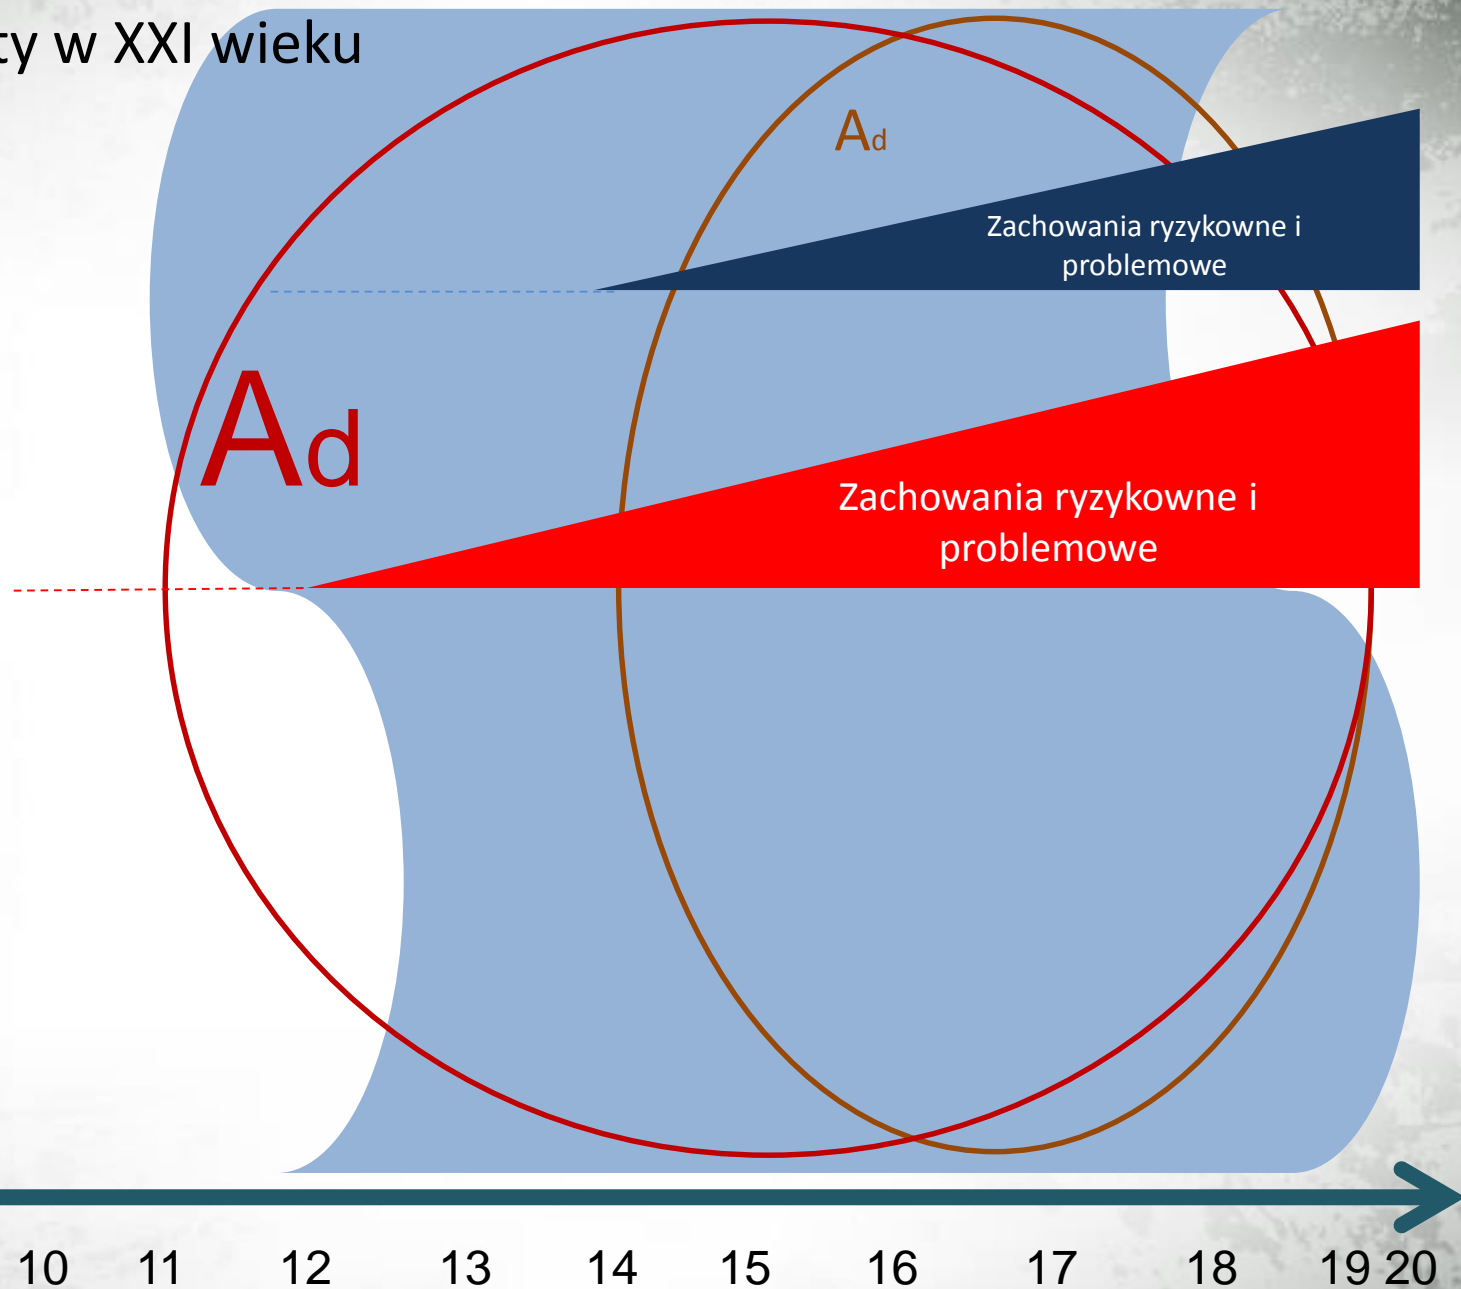 ty w XXI wieku
Ad
Zachowania ryzykowne i
problemowe
Ad
Zachowania ryzykowne i
problemowe
10 11 12 13 14 15 16 17 18 19 20